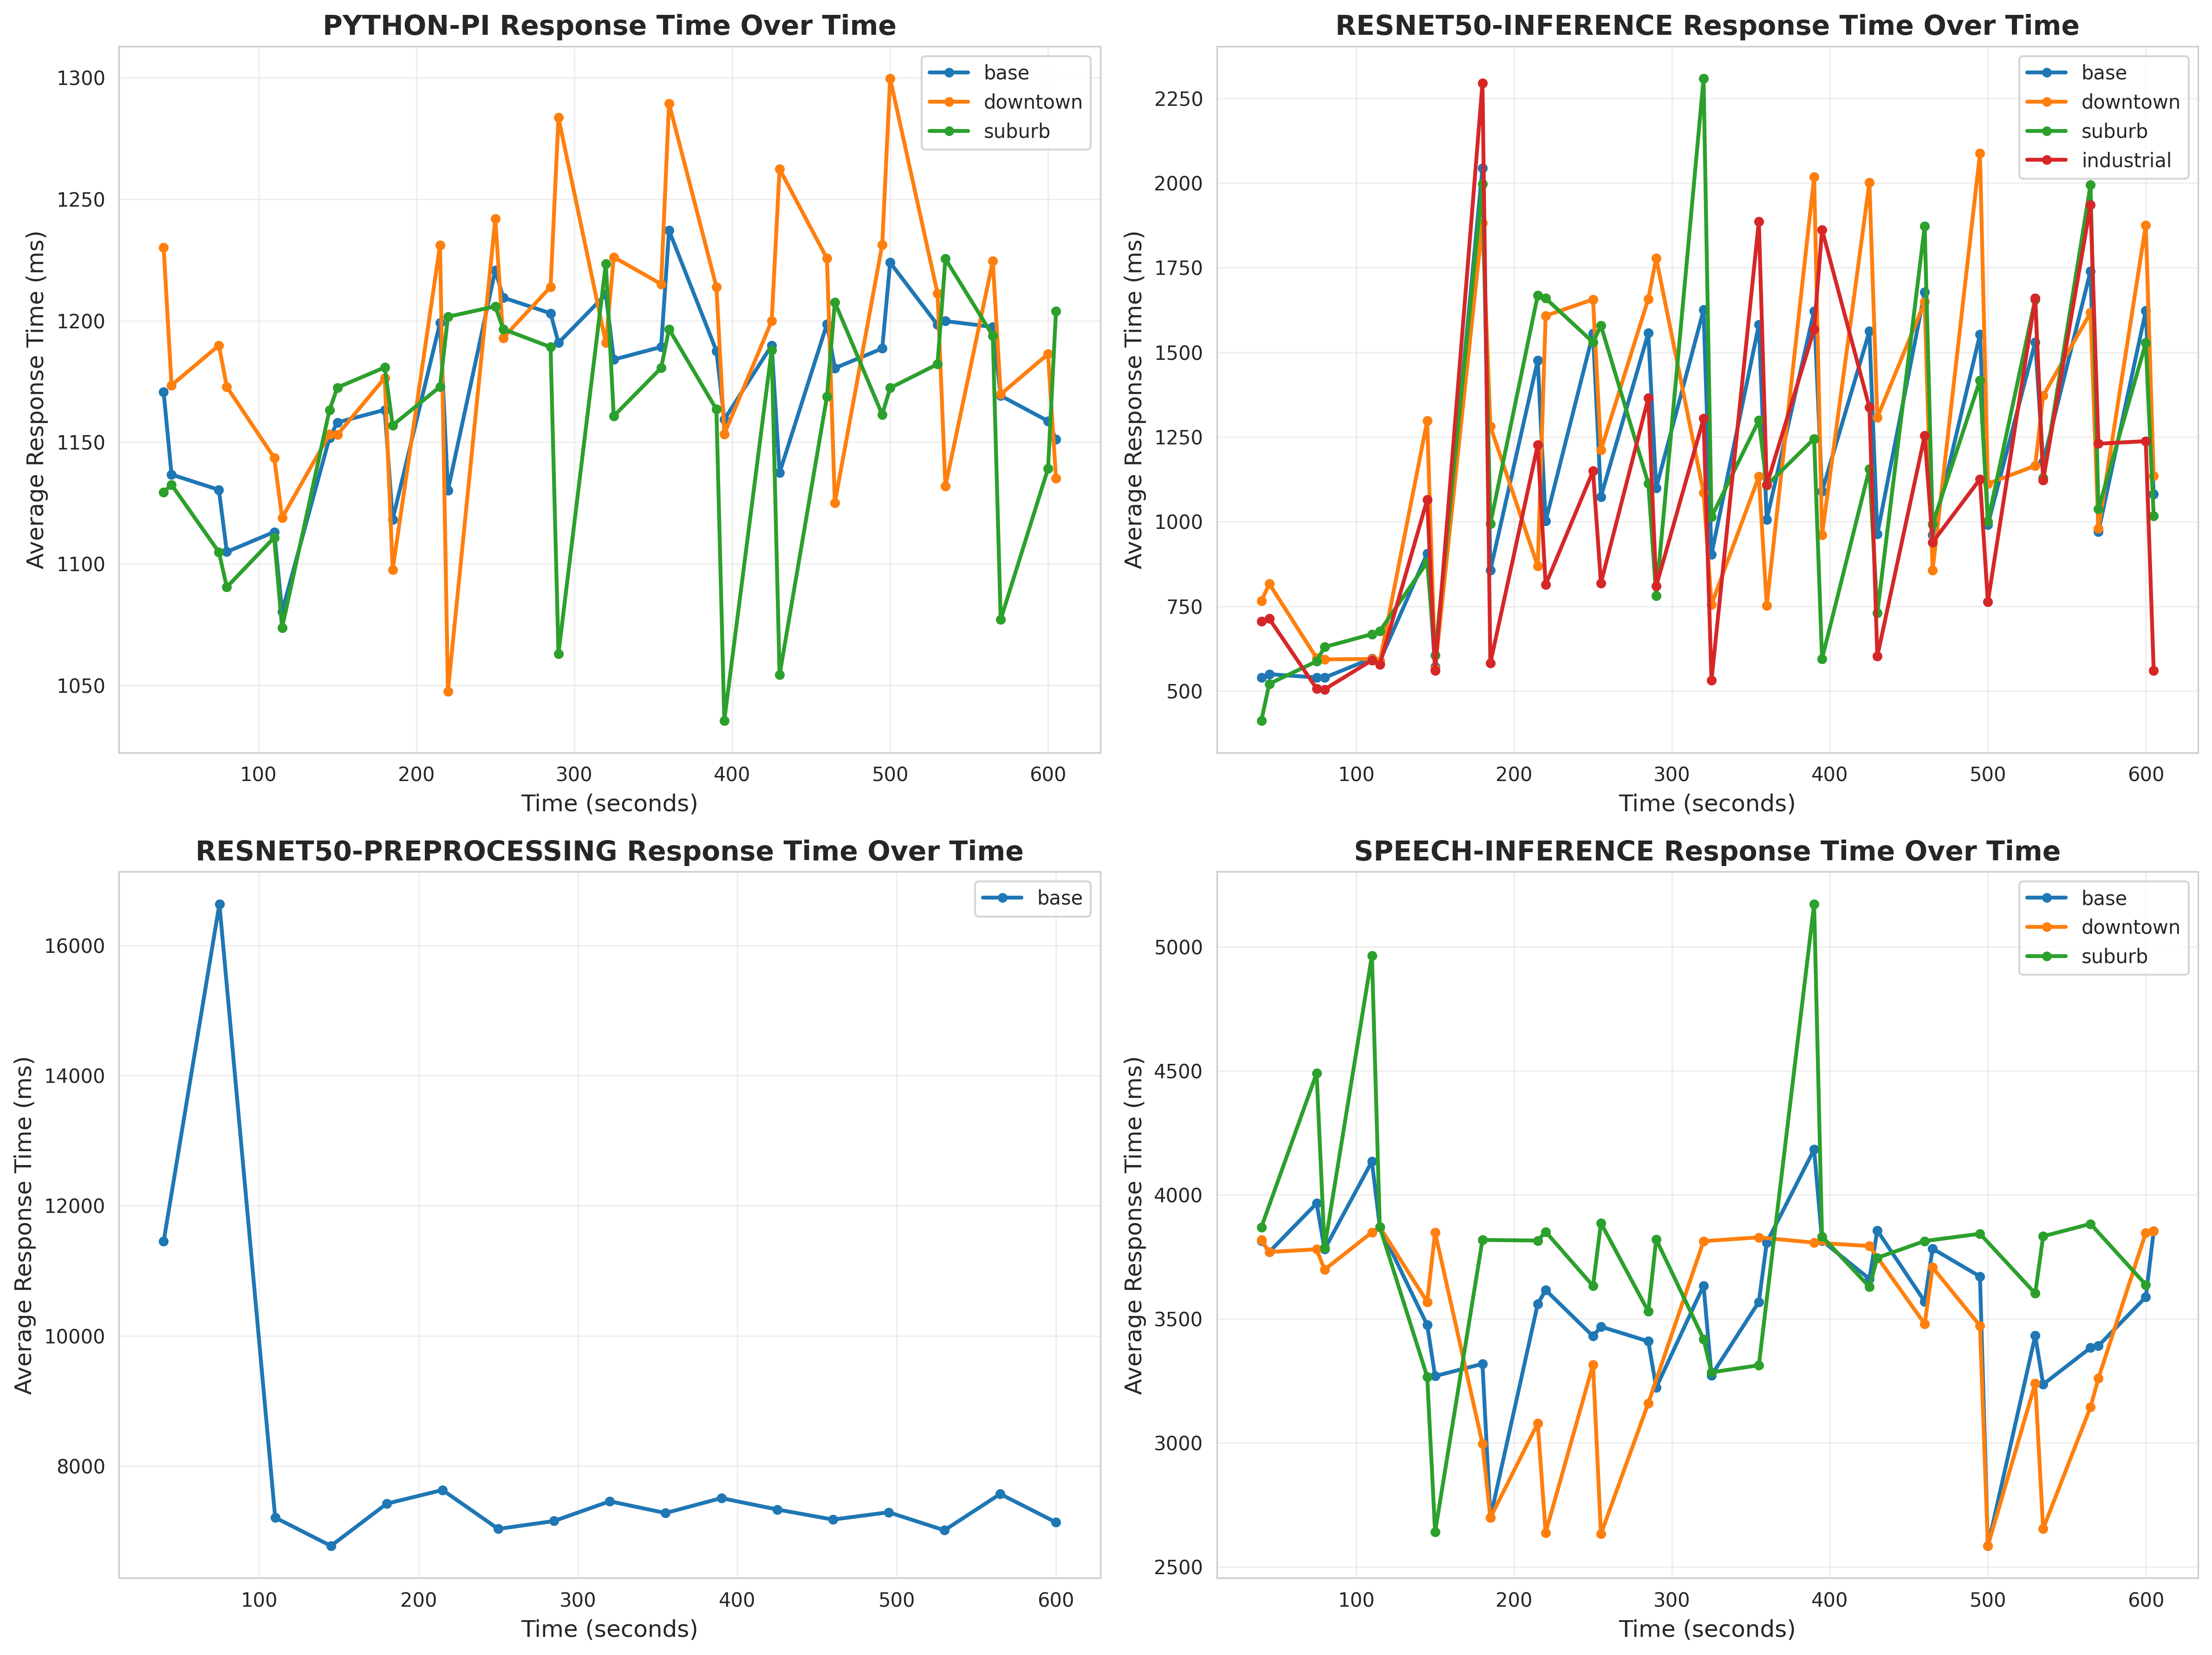 PYTHON-PI Response Time Over Time
Average Response Time (ms)
1300
1250
1200
1150
1100
1050
base
downtown
suburb
100 200 300 400 500 600
Time (seconds)
RESNET50-INFERENCE Response Time Over Time
Average Response Time (ms)
2250
2000
1750
1500
1250
1000
750
500
base
downtown
suburb
industrial
100 200 300 400 500 600
Time (seconds)
RESNET50-PREPROCESSING Response Time Over Time
Average Response Time (ms)
16000
14000
12000
10000
8000
base
100 200 300 400 500 600
Time (seconds)
SPEECH-INFERENCE Response Time Over Time
Average Response Time (ms)
5000
4500
4000
3500
3000
2500
base
downtown
suburb
100 200 300 400 500 600
Time (seconds)